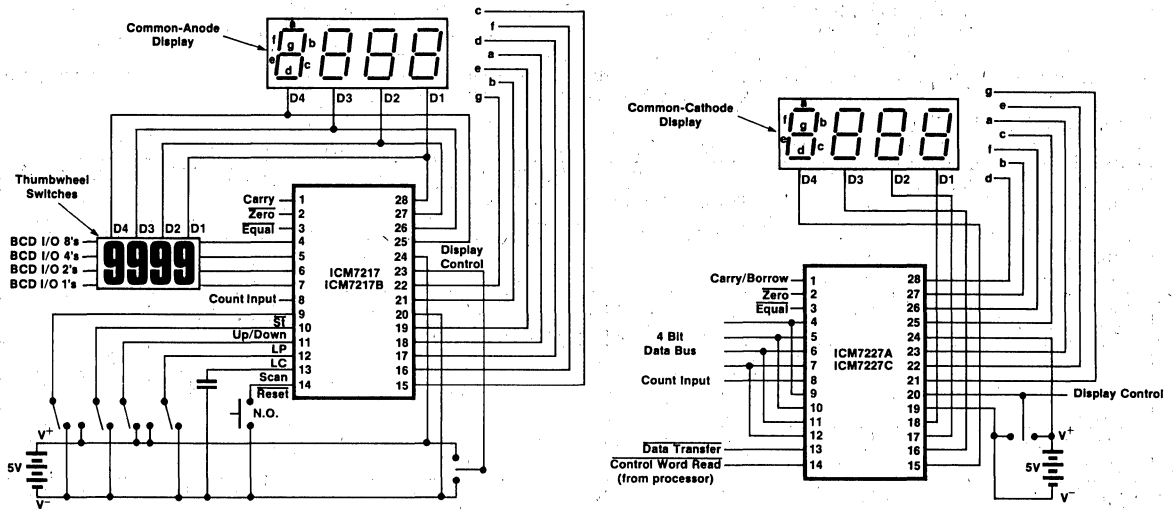 Common-Anode
Display
a
f
g
b
e
d
c
D4
D3
D2
D1
c
f
d
a
e
b
g
Thumbwheel
Switches
D4
D3
D2
D1
9999
BCD I/O 8's
BCD I/O 4's
BCD I/O 2's
BCD I/O 1's
Carry
Zero
Equal
Count Input
St
Up/Down
LP
LC
Scan
Reset
N.O.
1
2
3
4
5
6
7
8
9
10
11
12
13
14
ICM7217
ICM7217B
28
27
26
25
24
23
22
21
20
19
18
17
16
15
Display
Control
V+
5V
V−
Common-Cathode
Display
a
f
g
b
e
d
c
D4
D3
D2
D1
g
e
a
c
f
b
d
Carry/Borrow
Zero
Equal
4 Bit
Data Bus
Count Input
Data Transfer
Control Word Read
(from processor)
1
2
3
4
5
6
7
8
9
10
11
12
13
14
ICM7227A
ICM7227C
28
27
26
25
24
23
22
21
20
19
18
17
16
15
Display Control
V+
5V
V−